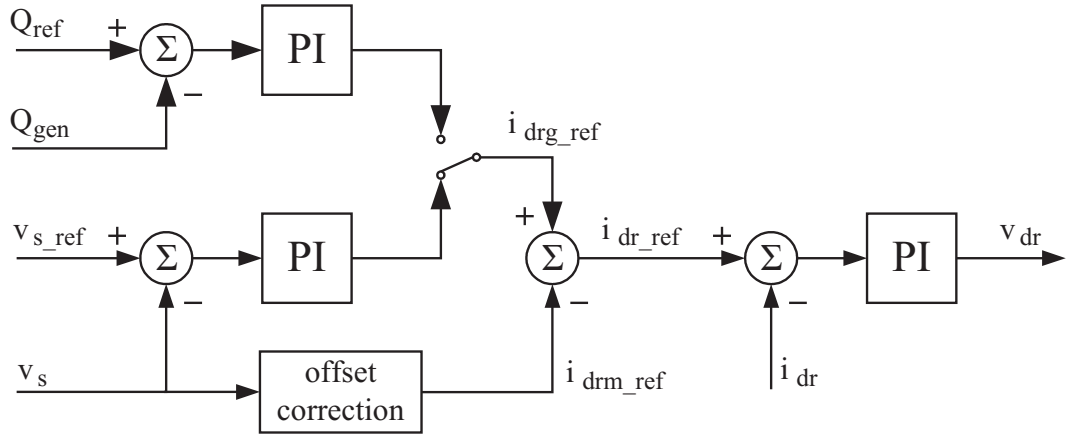 Q_ref
+
Σ
PI
−
Q_gen
i_drg_ref
v_s_ref
+
Σ
PI
−
+
Σ
−
i_dr_ref
+
Σ
−
PI
v_dr
v_s
offset
correction
i_drm_ref
i_dr